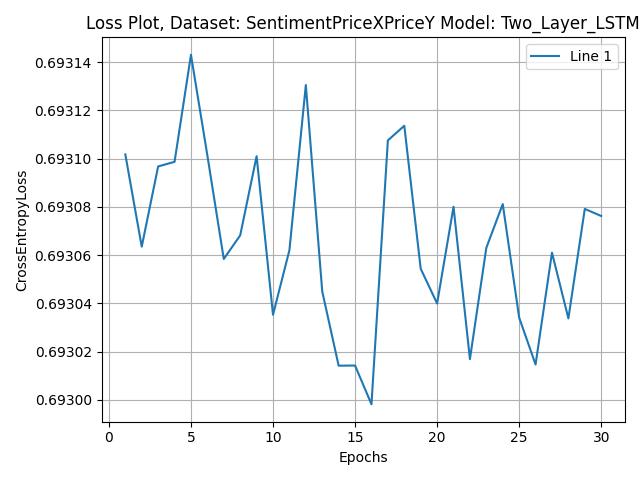 Loss Plot, Dataset: SentimentPriceXPriceY Model: Two_Layer_LSTM
Line 1
0.69314
0.69312
0.69310
0.69308
0.69306
0.69304
0.69302
0.69300
CrossEntropyLoss
0 5 10 15 20 25 30
Epochs